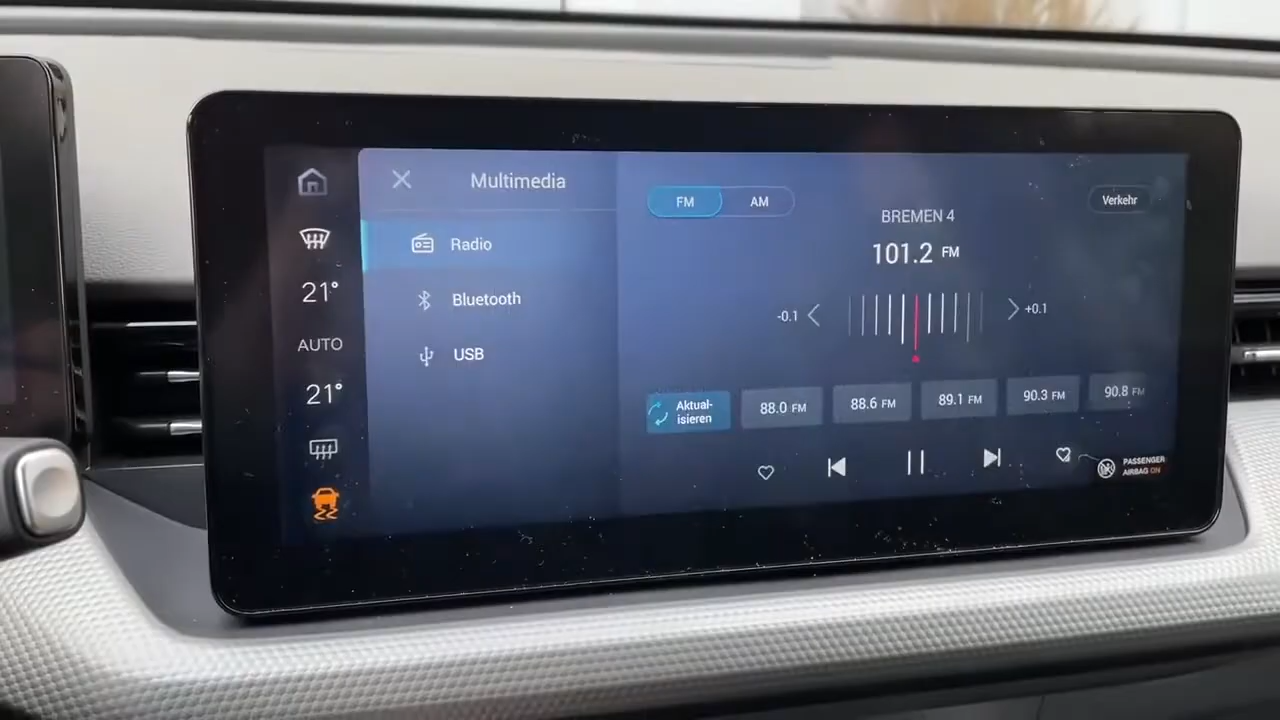 Multimedia
FM
AM
Verkehr
BREMEN 4
101.2 FM
21°
Radio
Bluetooth
-0.1
+0.1
AUTO
USB
21°
Aktual-
isieren
88.0 FM
88.6 FM
89.1 FM
90.3 FM
90.8 FM
PASSENGER
AIRBAG ON